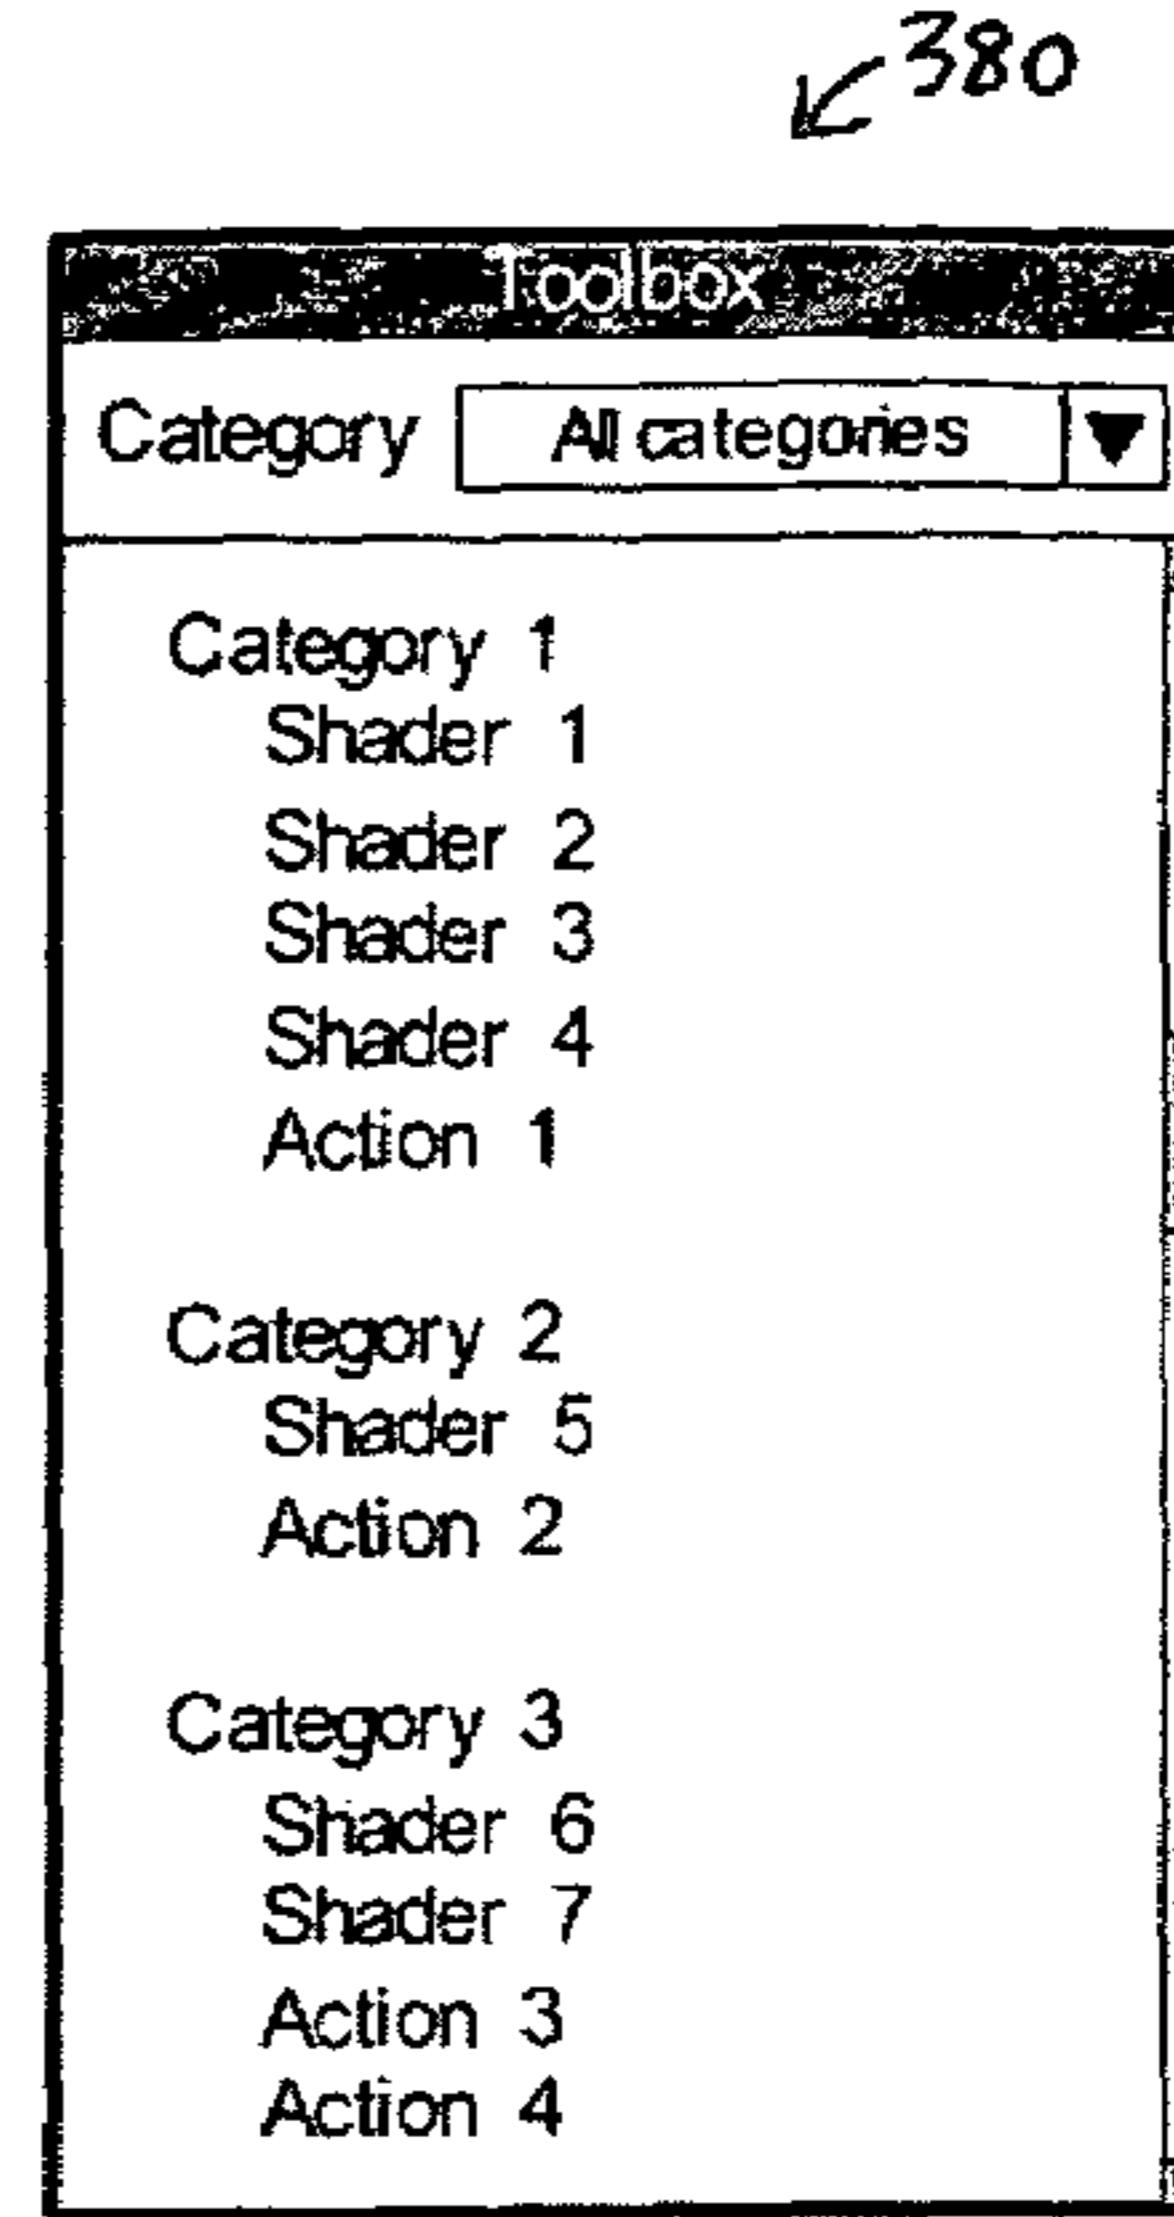 380
Toolbox
Category All categories
Category 1
Shader 1
Shader 2
Shader 3
Shader 4
Action 1
Category 2
Shader 5
Action 2
Category 3
Shader 6
Shader 7
Action 3
Action 4